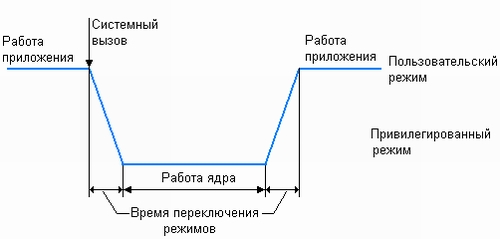 Системный
вызов
Работа
приложения
Работа
приложения
Пользовательский
режим
Привилегированный
режим
Работа ядра
Время переключения
режимов